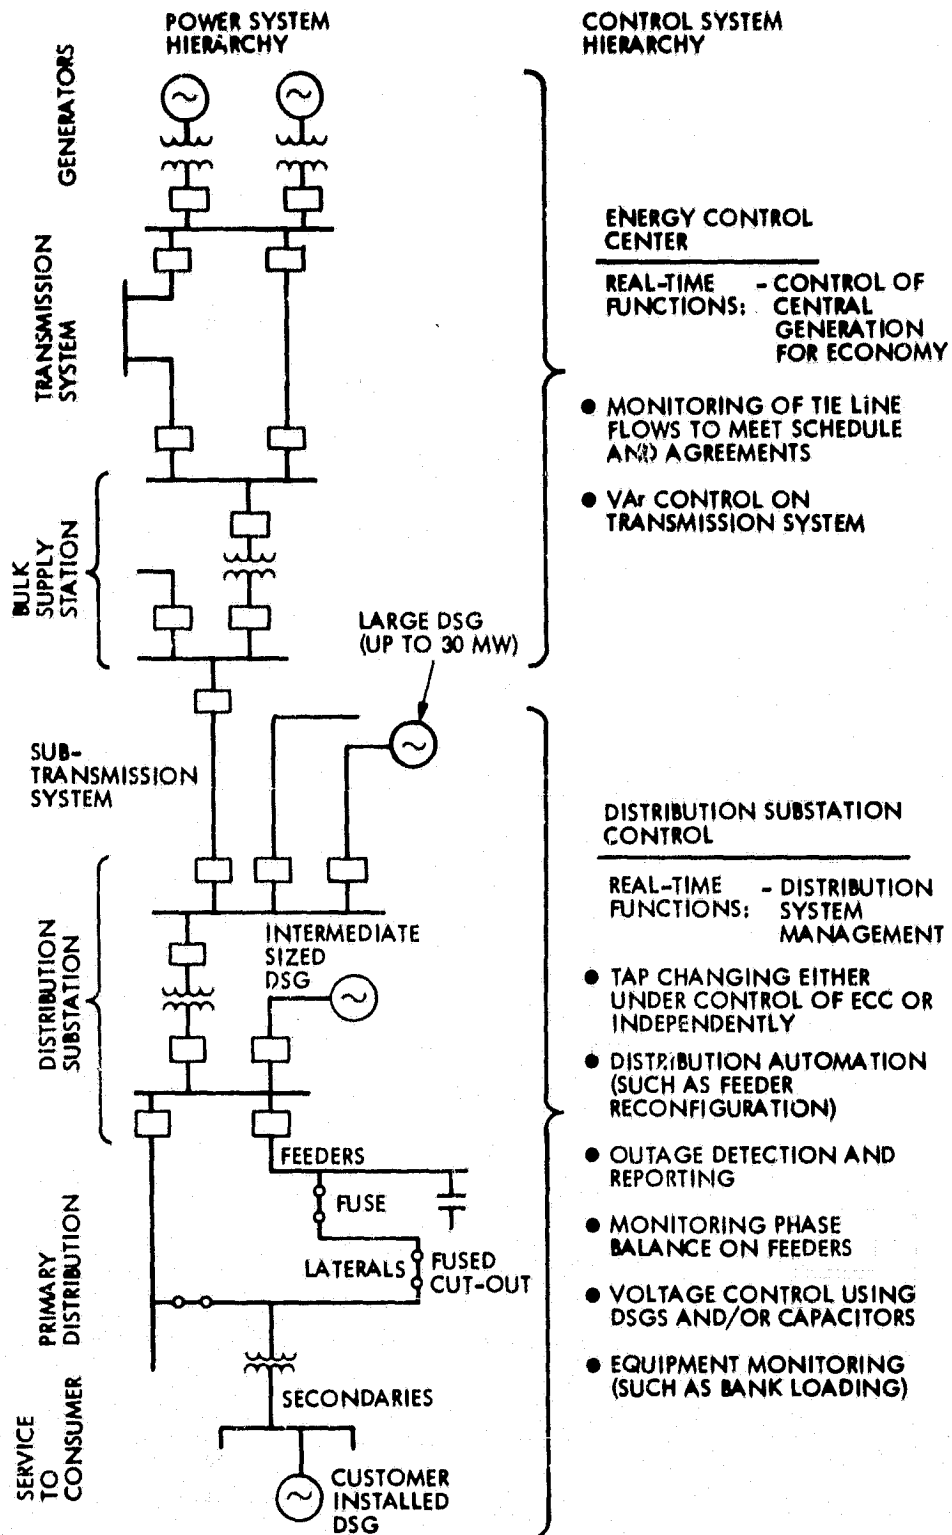 POWER SYSTEM
HIERARCHY
CONTROL SYSTEM
HIERARCHY
GENERATORS
TRANSMISSION
SYSTEM
BULK
SUPPLY
STATION
SUB-
TRANSMISSION
SYSTEM
DISTRIBUTION
SUBSTATION
PRIMARY
DISTRIBUTION
SERVICE
TO
CONSUMER
LARGE DSG
(UP TO 30 MW)
INTERMEDIATE
SIZED
DSG
FEEDERS
FUSE
LATERALS
FUSED
CUT-OUT
SECONDARIES
CUSTOMER
INSTALLED
DSG
ENERGY CONTROL
CENTER
REAL-TIME - CONTROL OF
FUNCTIONS: CENTRAL
GENERATION
FOR ECONOMY
● MONITORING OF TIE LINE
FLOWS TO MEET SCHEDULE
AND AGREEMENTS
● VAr CONTROL ON
TRANSMISSION SYSTEM
DISTRIBUTION SUBSTATION
CONTROL
REAL-TIME - DISTRIBUTION
FUNCTIONS: SYSTEM
MANAGEMENT
● TAP CHANGING EITHER
UNDER CONTROL OF ECC OR
INDEPENDENTLY
● DISTRIBUTION AUTOMATION
(SUCH AS FEEDER
RECONFIGURATION)
● OUTAGE DETECTION AND
REPORTING
● MONITORING PHASE
BALANCE ON FEEDERS
● VOLTAGE CONTROL USING
DSGS AND/OR CAPACITORS
● EQUIPMENT MONITORING
(SUCH AS BANK LOADING)